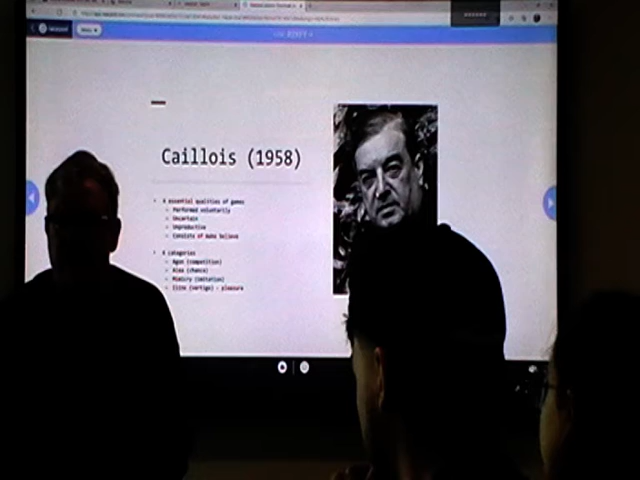 Caillois (1958)
4 essential qualities of games
Performed voluntarily
Uncertain
Unproductive
Consists of make believe
4 categories
Agon (competition)
Alea (chance)
Mimicry (imitation)
Ilinx (vertigo) - pleasure